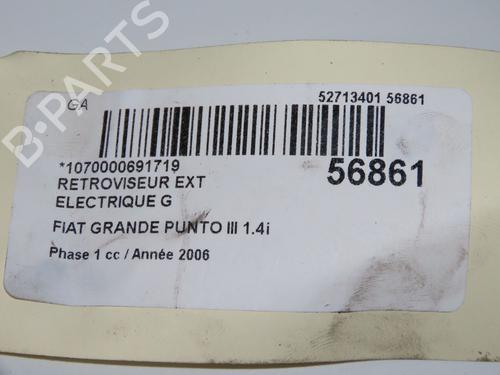 GA
52713401 56861
*1070000691719
56861
RETROVISEUR EXT
ELECTRIQUE G
FIAT GRANDE PUNTO III 1.4i
Phase 1 cc / Année 2006
B-PARTS